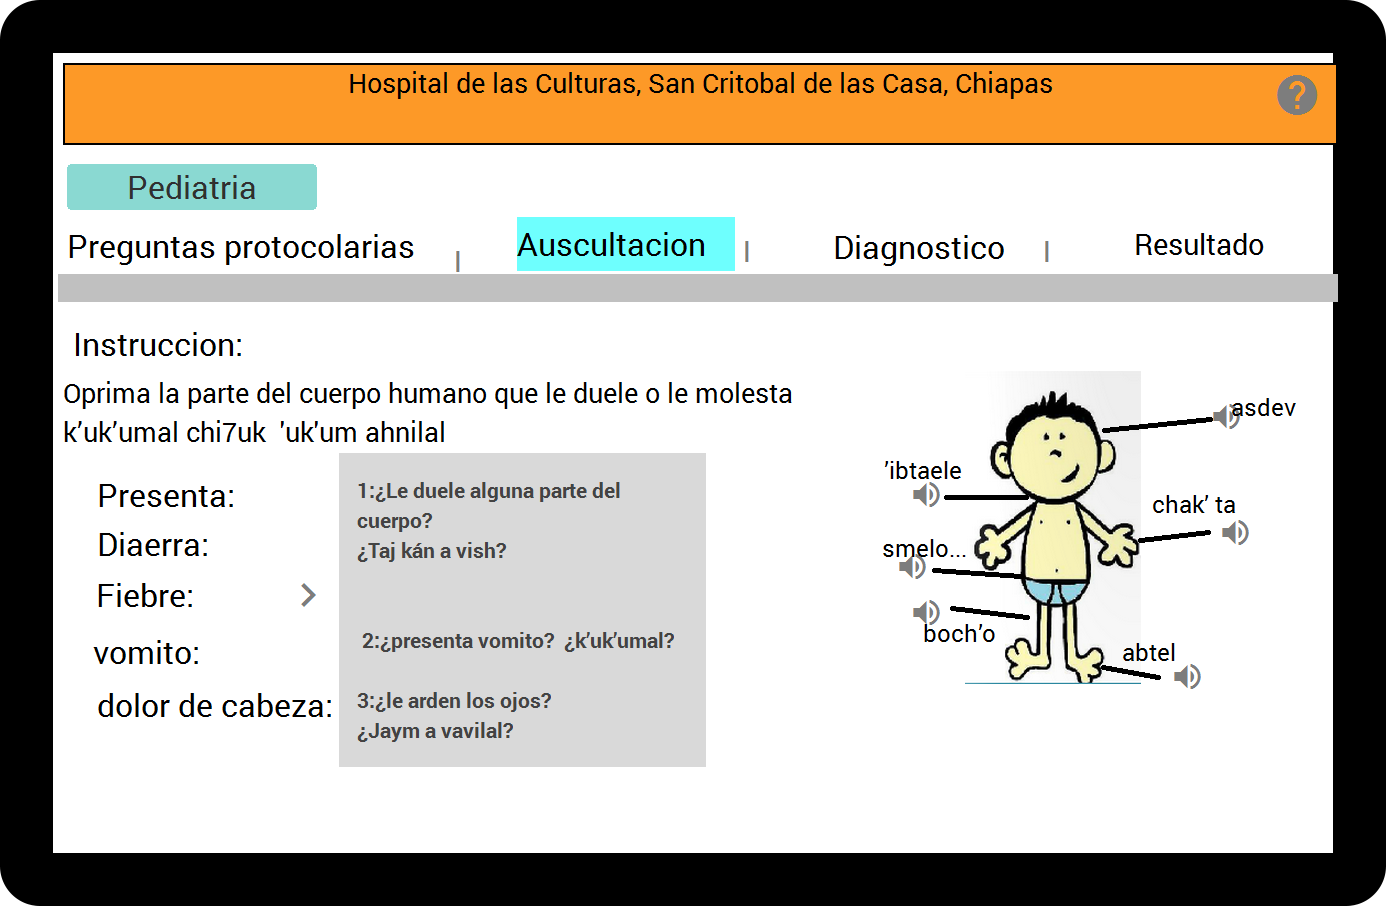 Hospital de las Culturas, San Critobal de las Casa, Chiapas
?
Pediatria
Preguntas protocolarias | Auscultacion | Diagnostico | Resultado
Instruccion:
Oprima la parte del cuerpo humano que le duele o le molesta
k’uk’umal chi7uk 'uk'um ahnilal
Presenta:
Diaerra:
Fiebre:
vomito:
dolor de cabeza:
1:¿Le duele alguna parte del
cuerpo?
¿Taj kán a vish?
2:¿presenta vomito? ¿k’uk’umal?
3:¿le arden los ojos?
¿Jaym a vavilal?
asdev
’ibtaele
chak’ ta
smelo...
boch’o
abtel